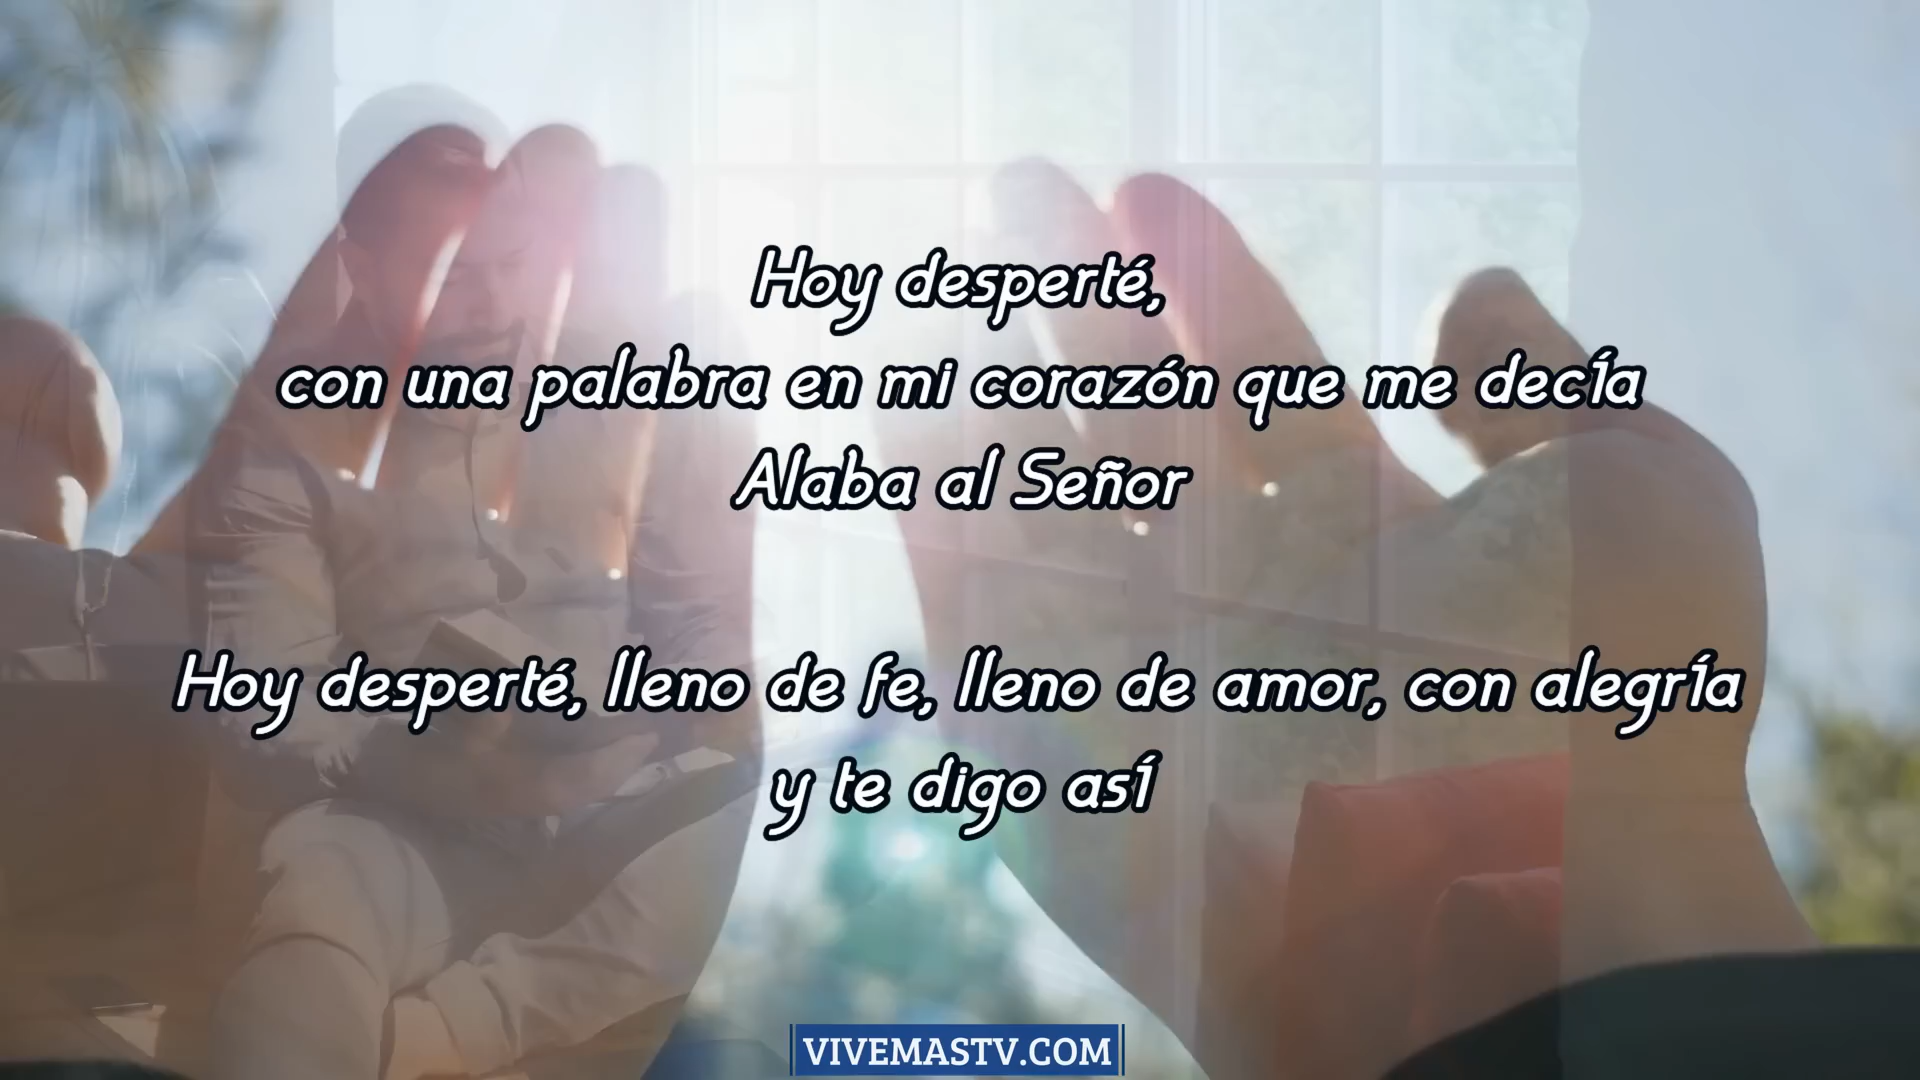 Hoy desperté,
con una palabra en mi corazón que me decía
Alaba al Señor
Hoy desperté, lleno de fe, lleno de amor, con alegría
y te digo así
VIVEMASTV.COM